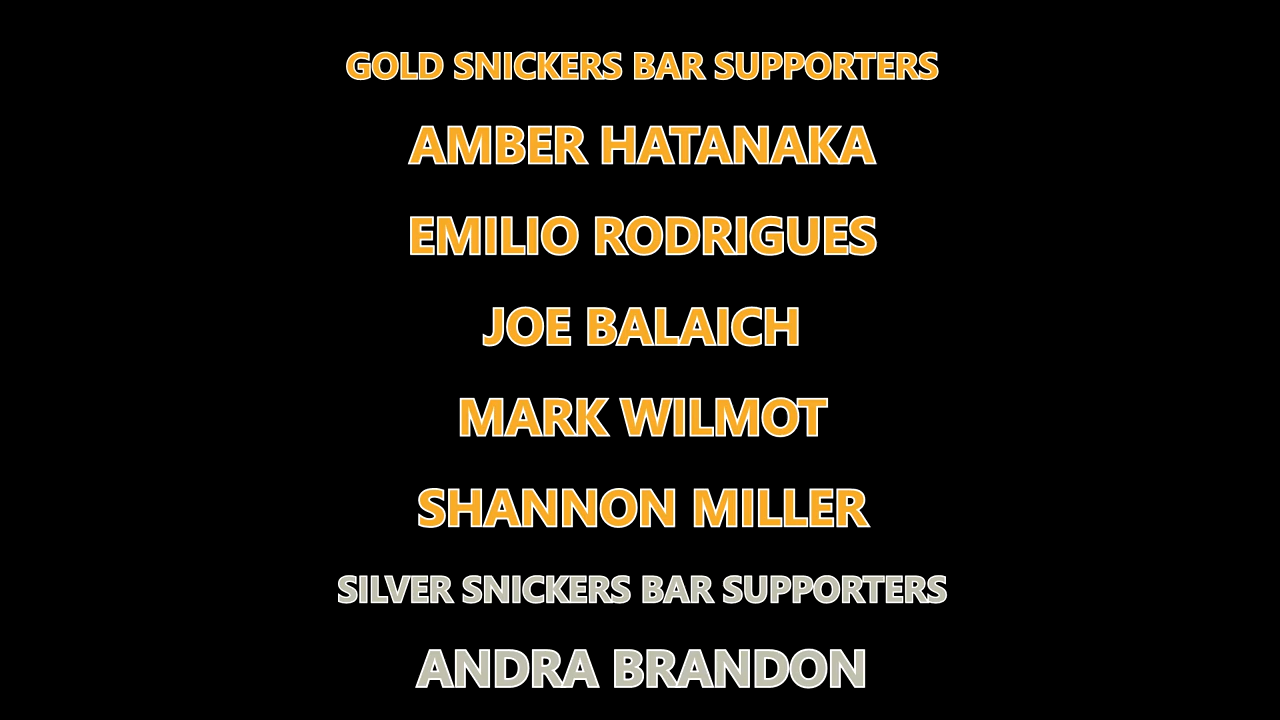 GOLD SNICKERS BAR SUPPORTERS
AMBER HATANAKA
EMILIO RODRIGUES
JOE BALAICH
MARK WILMOT
SHANNON MILLER
SILVER SNICKERS BAR SUPPORTERS
ANDRA BRANDON